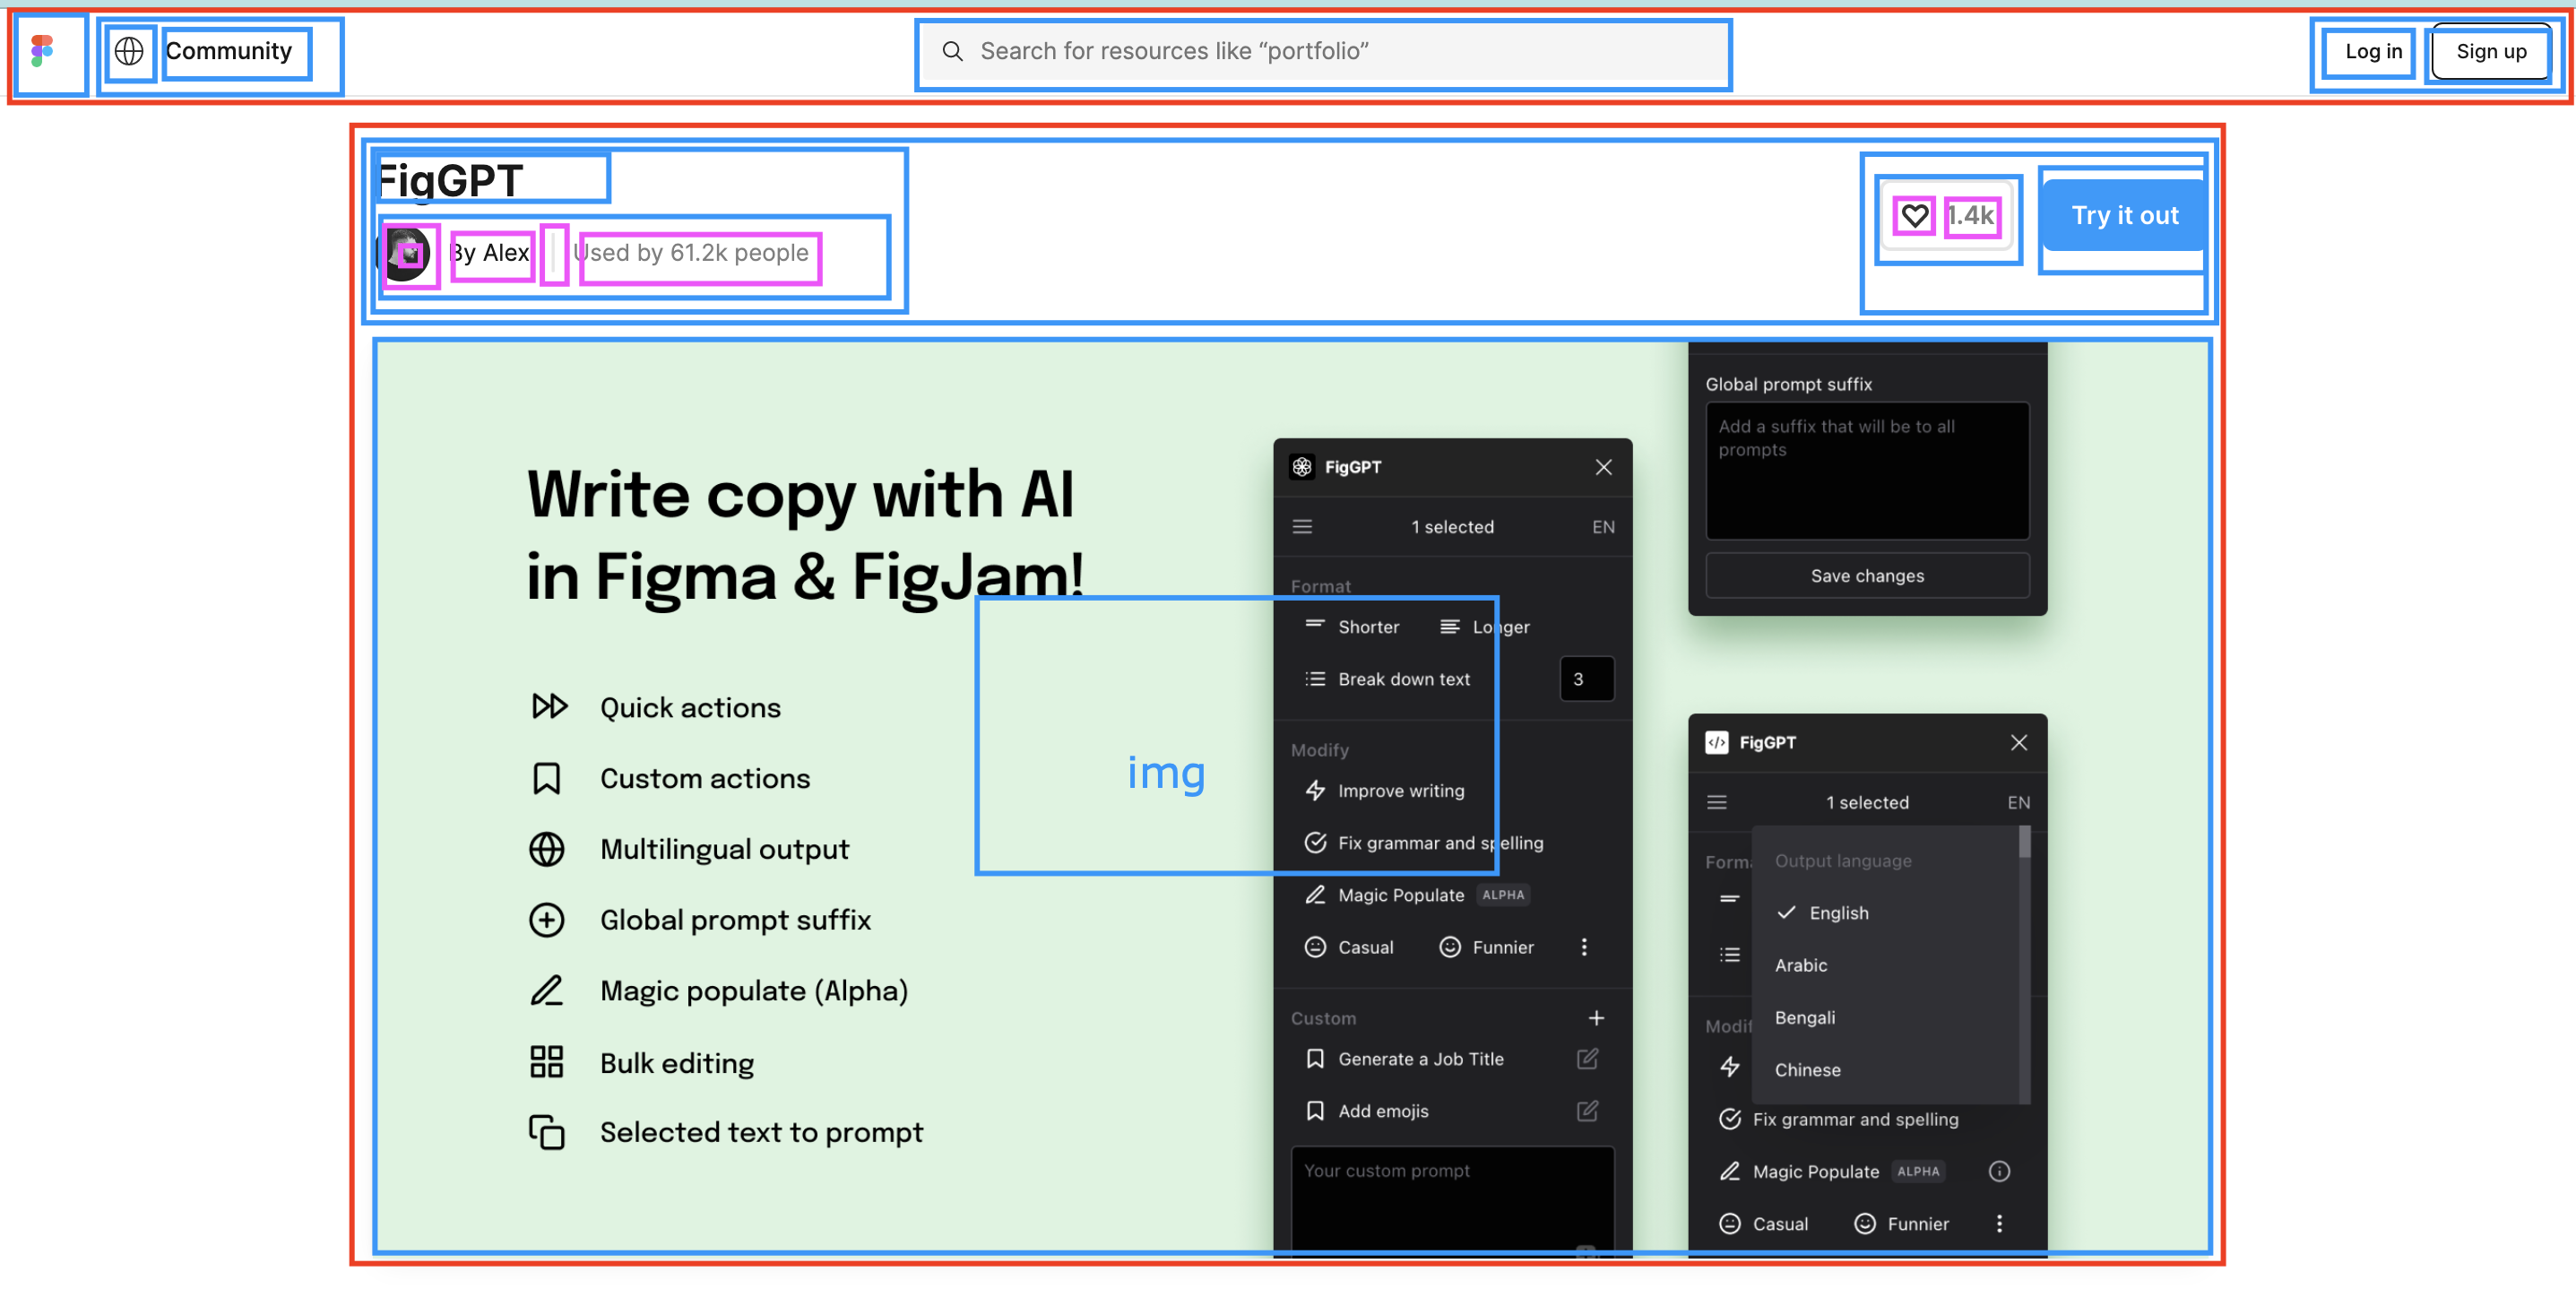 Community
Search for resources like “portfolio”
Log in
Sign up
FigGPT
1.4k
Try it out
By Alex
Used by 61.2k people
Write copy with AI
in Figma & FigJam!
Quick actions
Custom actions
Multilingual output
Global prompt suffix
Magic populate (Alpha)
Bulk editing
Selected text to prompt
img
FigGPT
1 selected EN
Format
Shorter Longer
Break down text 3
Modify
Improve writing
Fix grammar and spelling
Magic Populate ALPHA
Casual Funnier
Custom
Generate a Job Title
Add emojis
Your custom prompt
Global prompt suffix
Add a suffix that will be to all
prompts
Save changes
FigGPT
1 selected EN
Output language
English
Arabic
Bengali
Chinese
Fix grammar and spelling
Magic Populate ALPHA
Casual Funnier